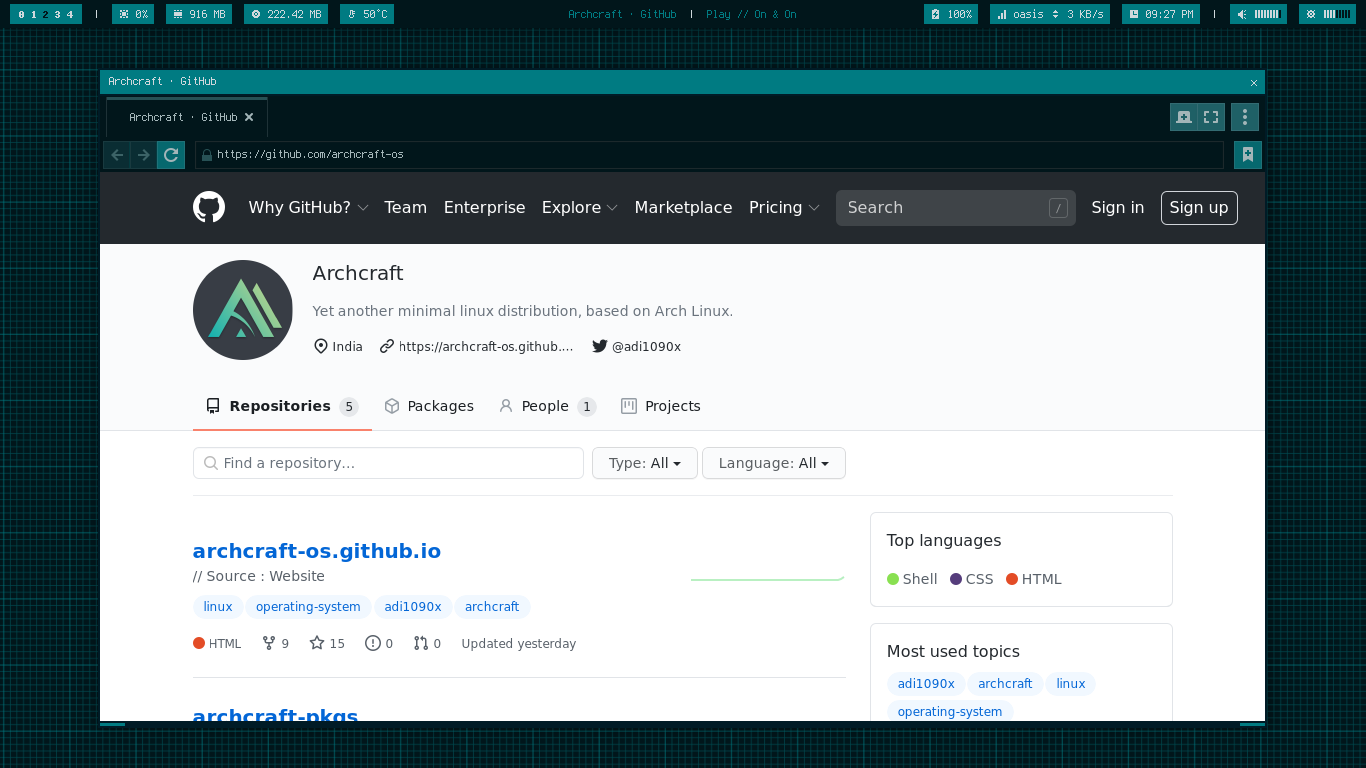 0 1 2 3 4 | 0% 916 MB 222.42 MB 50°C Archcraft · GitHub | Play // On & On 100% oasis 3 KB/s 09:27 PM |
Archcraft · GitHub ×
Archcraft · GitHub
https://github.com/archcraft-os
Why GitHub? Team Enterprise Explore Marketplace Pricing Search / Sign in Sign up
Archcraft
Yet another minimal linux distribution, based on Arch Linux.
India https://archcraft-os.github.... @adi1090x
Repositories 5 Packages People 1 Projects
Find a repository... Type: All Language: All
Top languages
archcraft-os.github.io
// Source : Website
Shell CSS HTML
linux operating-system adi1090x archcraft
HTML 9 15 0 0 Updated yesterday
Most used topics
adi1090x archcraft linux
archcraft-pkgs
operating-system